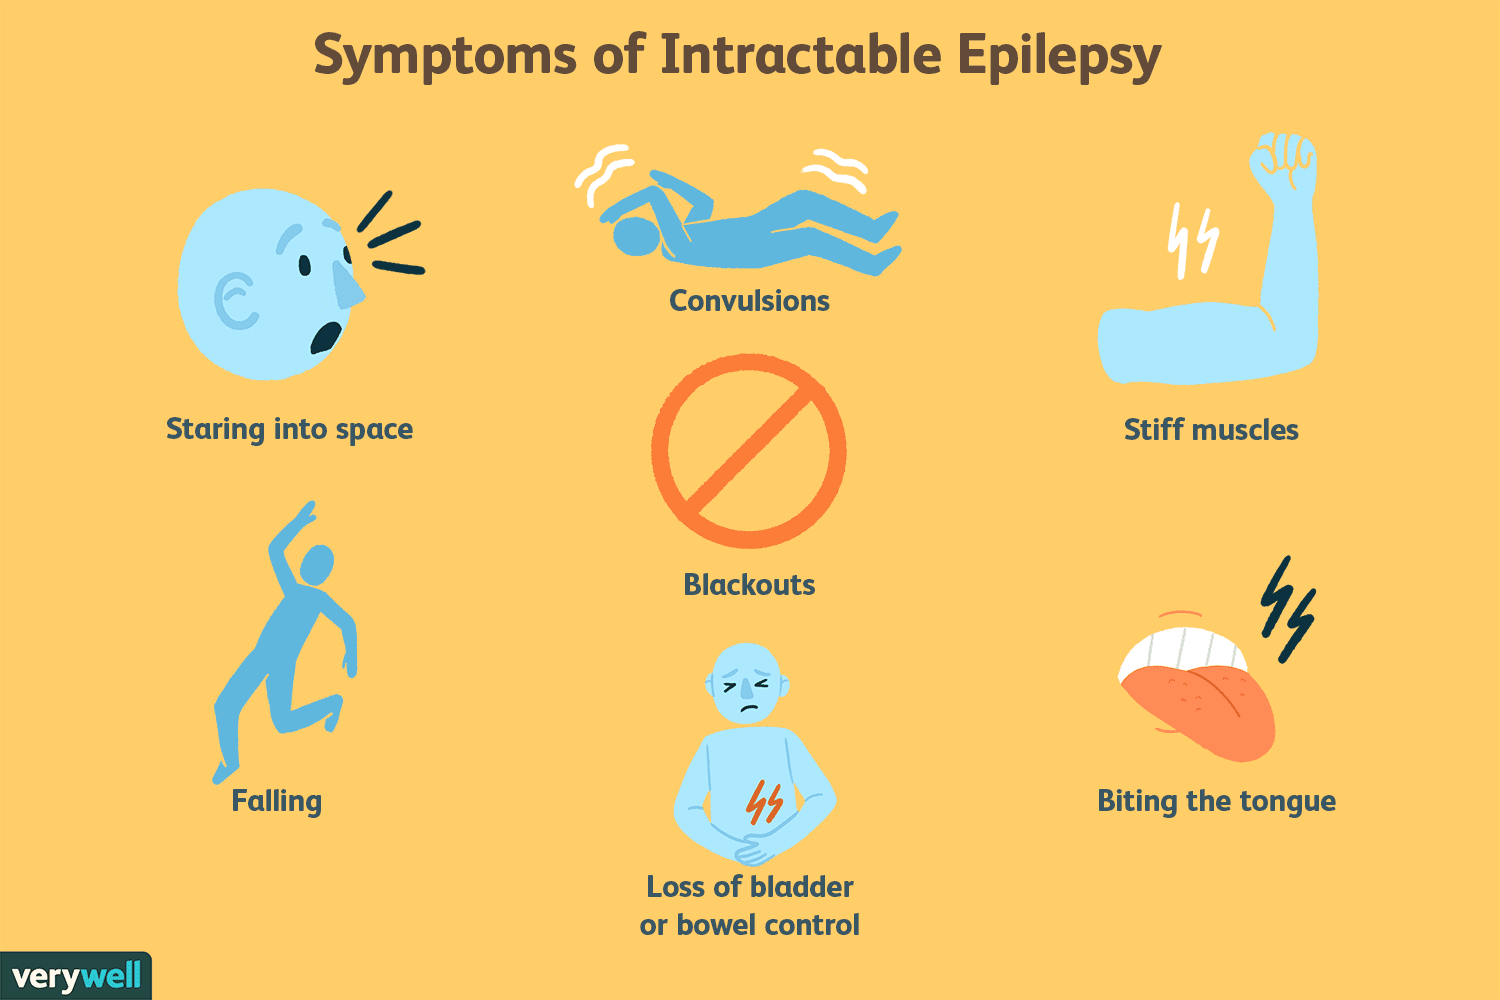 Symptoms of Intractable Epilepsy
Convulsions
Staring into space
Stiff muscles
Blackouts
Falling
Biting the tongue
Loss of bladder
or bowel control
verywell